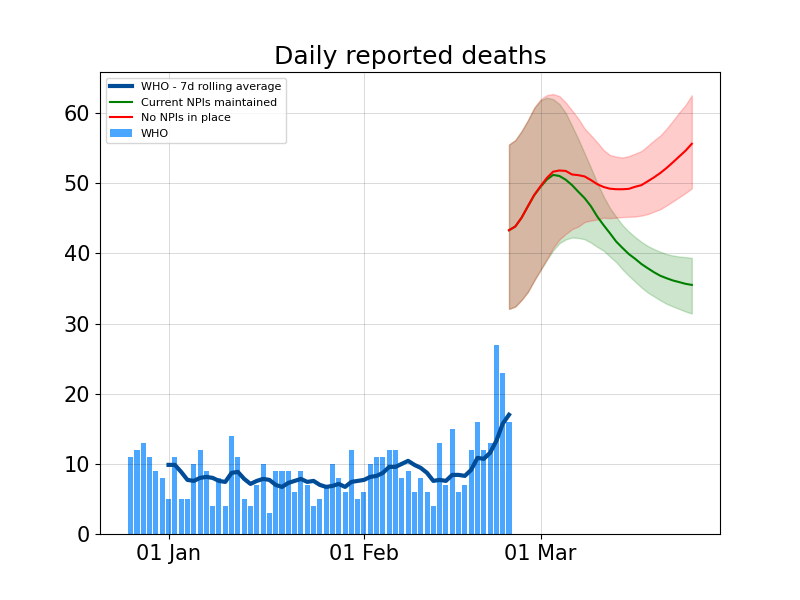 Daily reported deaths
WHO - 7d rolling average
Current NPIs maintained
No NPIs in place
WHO
60
50
40
30
20
10
0
01 Jan
01 Feb
01 Mar